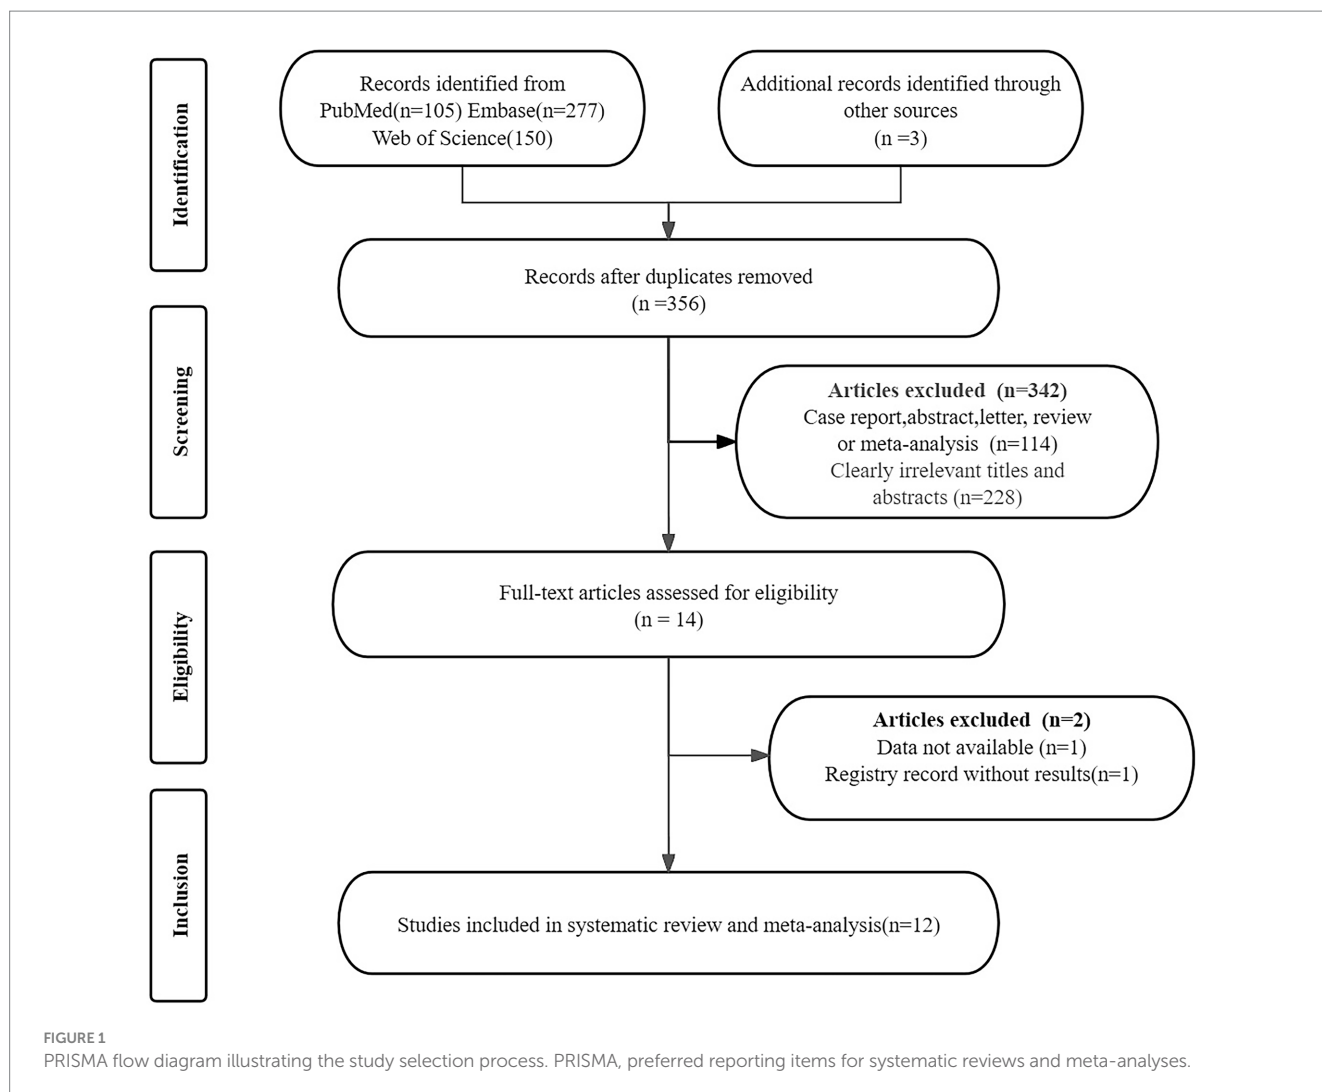 Identification
Records identified from
PubMed(n=105) Embase(n=277)
Web of Science(150)
Additional records identified through
other sources
(n =3)
Records after duplicates removed
(n =356)
Screening
Articles excluded (n=342)
Case report,abstract,letter, review
or meta-analysis (n=114)
Clearly irrelevant titles and
abstracts (n=228)
Eligibility
Full-text articles assessed for eligibility
(n = 14)
Articles excluded (n=2)
Data not available (n=1)
Registry record without results(n=1)
Inclusion
Studies included in systematic review and meta-analysis(n=12)
FIGURE 1
PRISMA flow diagram illustrating the study selection process. PRISMA, preferred reporting items for systematic reviews and meta-analyses.